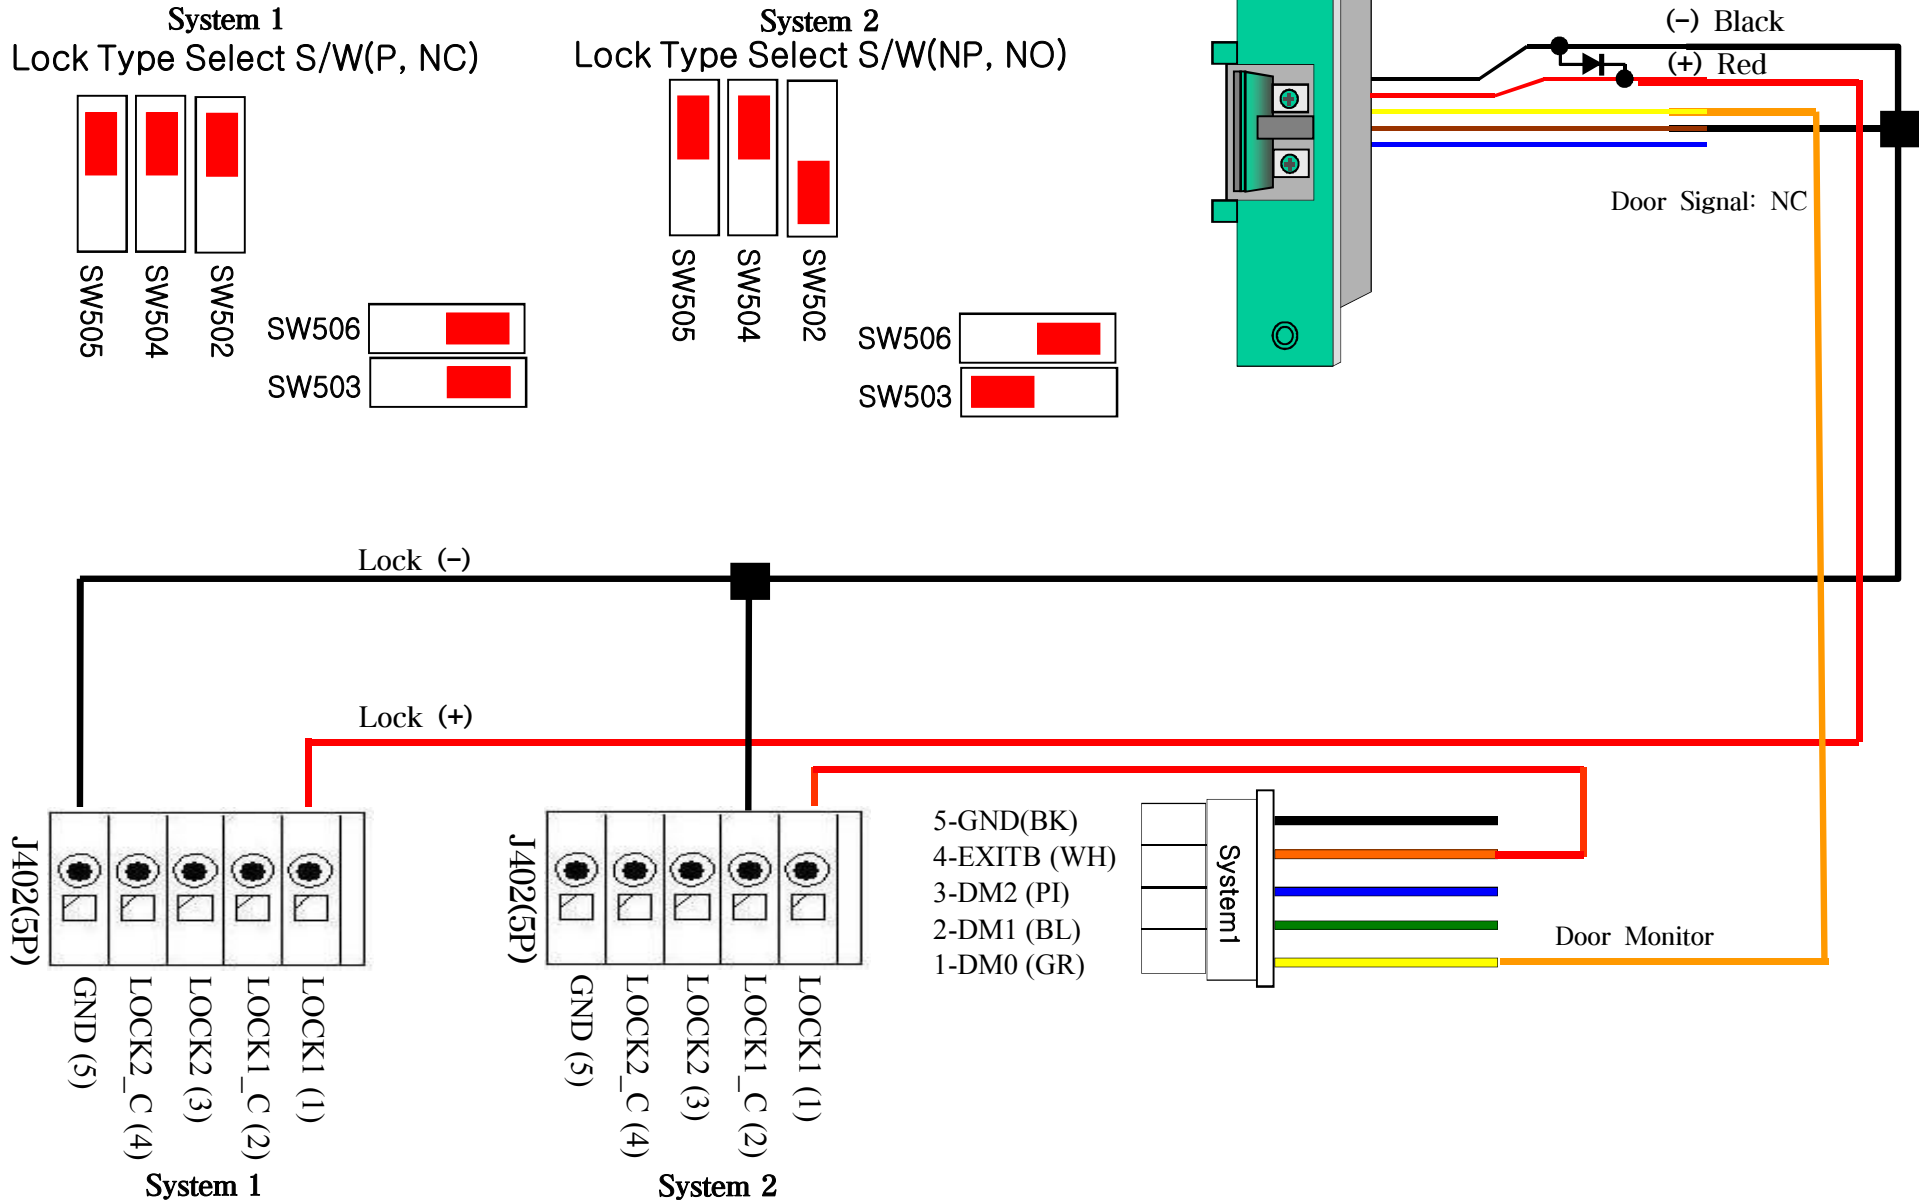 System 1
Lock Type Select S/W(P, NC)
SW505
SW504
SW502
SW506
SW503
System 2
Lock Type Select S/W(NP, NO)
SW505
SW504
SW502
SW506
SW503
(-) Black
(+) Red
Door Signal: NC
Lock (-)
Lock (+)
J402(5P)
GND (5)
LOCK2_C (4)
LOCK2 (3)
LOCK1_C (2)
LOCK1 (1)
System 1
J402(5P)
GND (5)
LOCK2_C (4)
LOCK2 (3)
LOCK1_C (2)
LOCK1 (1)
System 2
5-GND(BK)
4-EXITB (WH)
3-DM2 (PI)
2-DM1 (BL)
1-DM0 (GR)
System1
Door Monitor